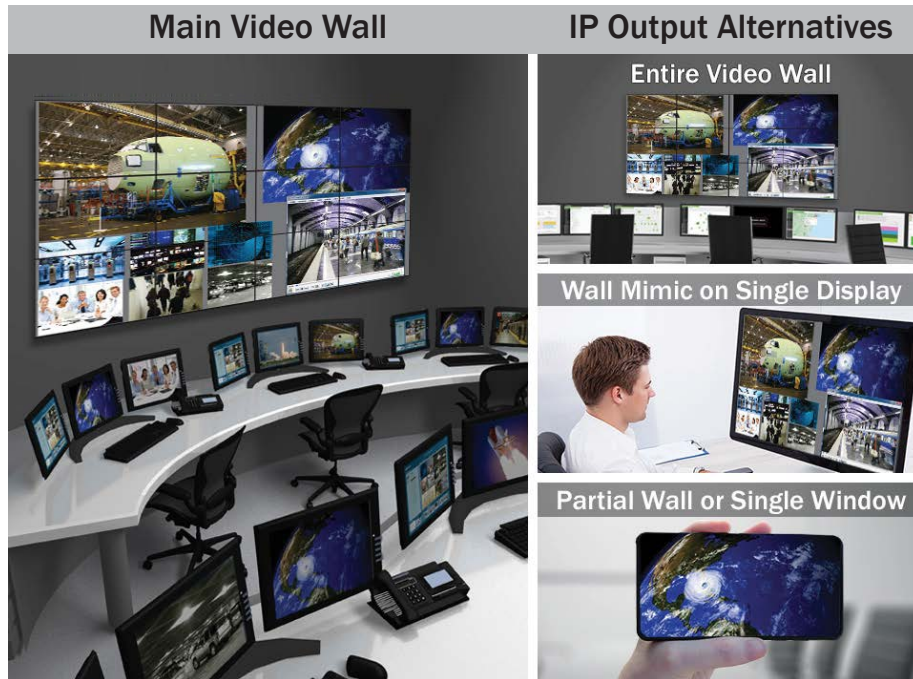 Main Video Wall
IP Output Alternatives
Entire Video Wall
Wall Mimic on Single Display
Partial Wall or Single Window